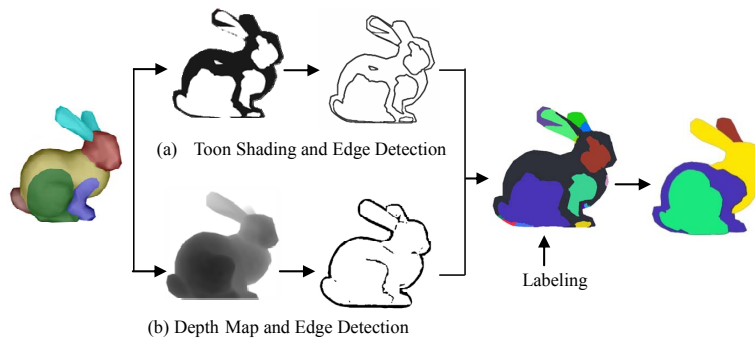 (a) Toon Shading and Edge Detection
Labeling
(b) Depth Map and Edge Detection